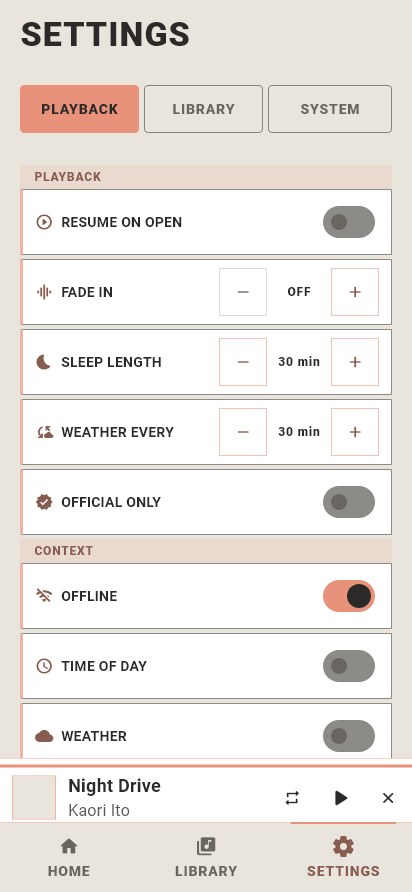 SETTINGS
PLAYBACK LIBRARY SYSTEM
PLAYBACK
RESUME ON OPEN
FADE IN − OFF +
SLEEP LENGTH − 30 min +
WEATHER EVERY − 30 min +
OFFICIAL ONLY
CONTEXT
OFFLINE
TIME OF DAY
WEATHER
Night Drive
Kaori Ito
HOME LIBRARY SETTINGS